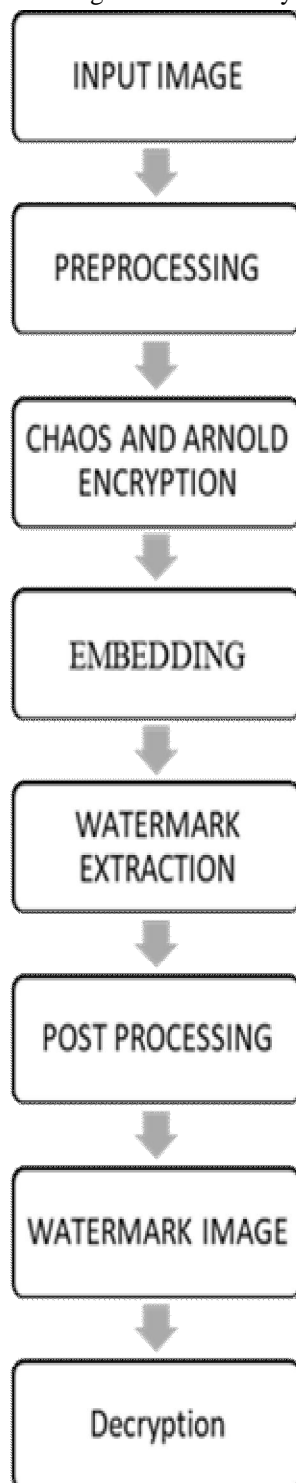 INPUT IMAGE
PREPROCESSING
CHAOS AND ARNOLD
ENCRYPTION
EMBEDDING
WATERMARK
EXTRACTION
POST PROCESSING
WATERMARK IMAGE
Decryption